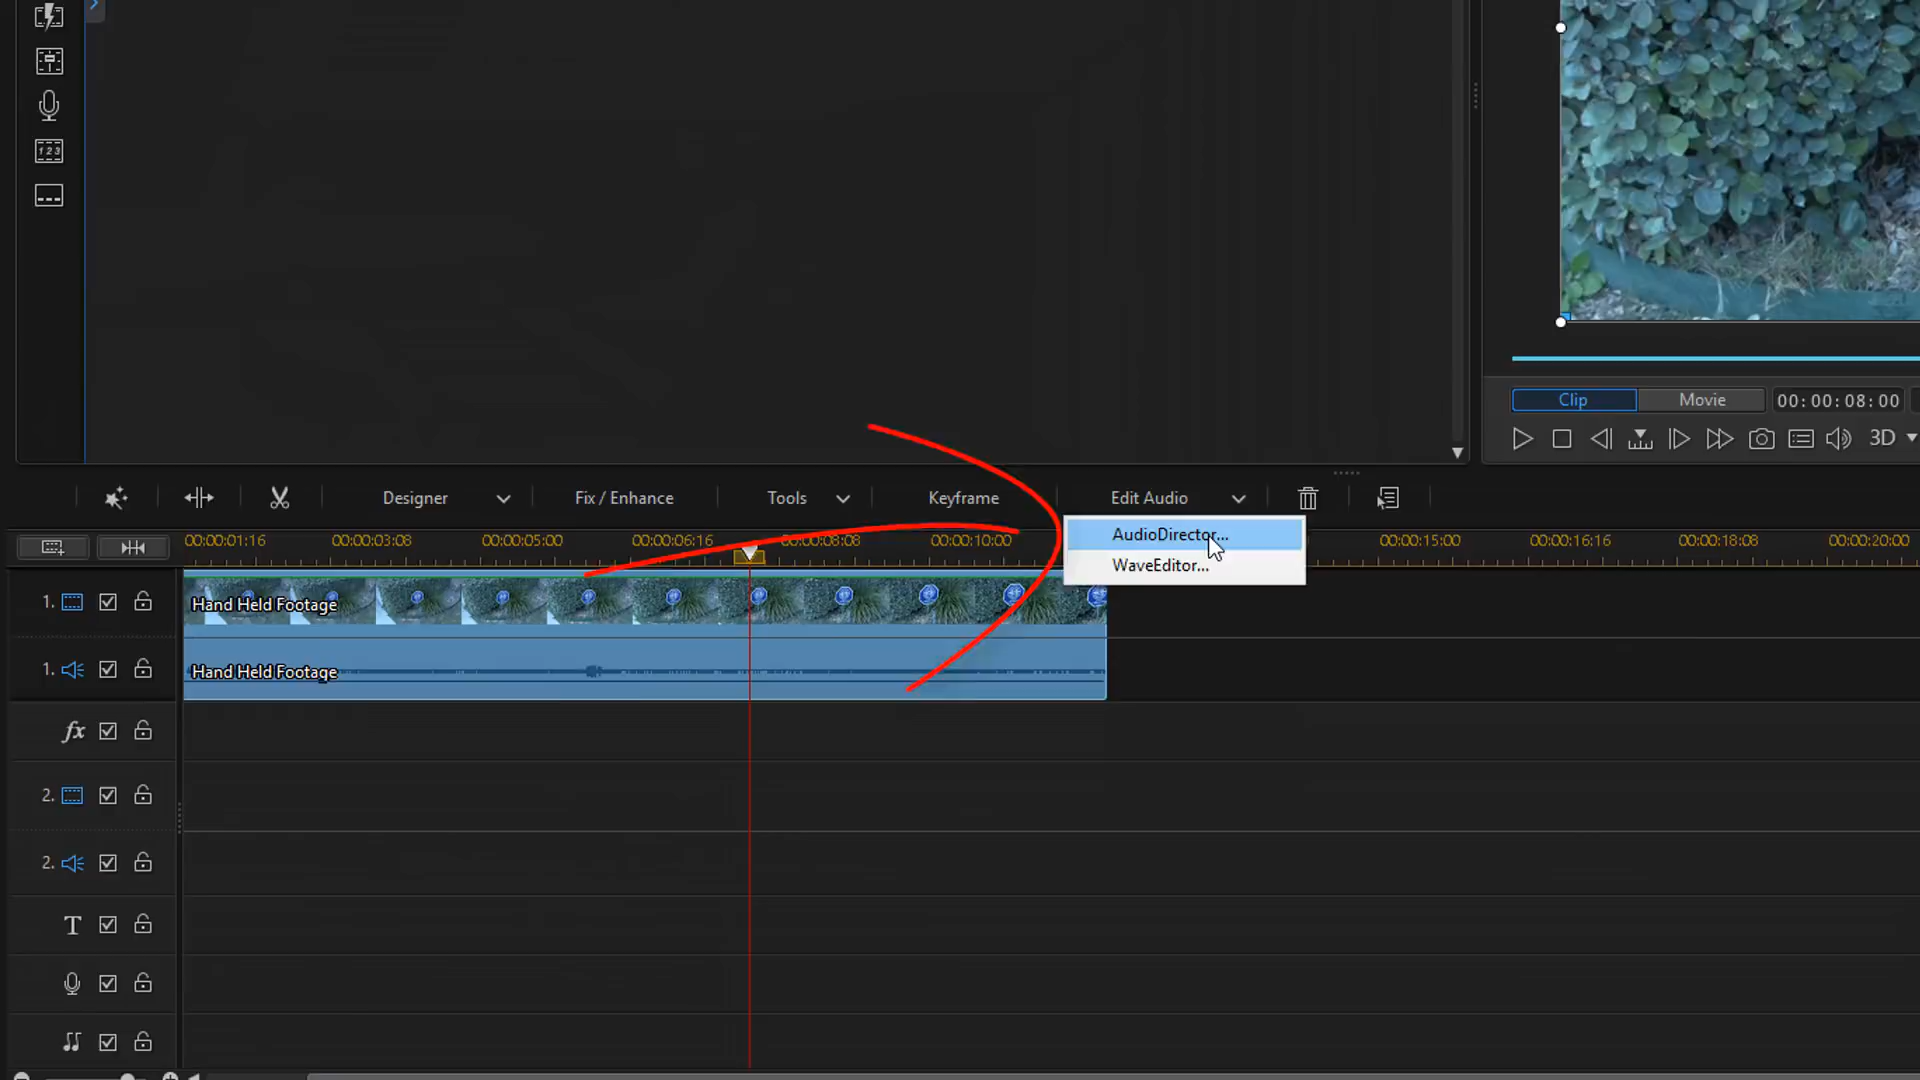 1 2 3
Clip
Movie
00:00:08:00
3D
Designer
Fix / Enhance
Tools
Keyframe
Edit Audio
AudioDirector...
WaveEditor...
00:00:01:16
00:00:03:08
00:00:05:00
00:00:06:16
00:00:08:08
00:00:10:00
00:00:15:00
00:00:16:16
00:00:18:08
00:00:20:00
1.
Hand Held Footage
1.
Hand Held Footage
fx
2.
2.
T